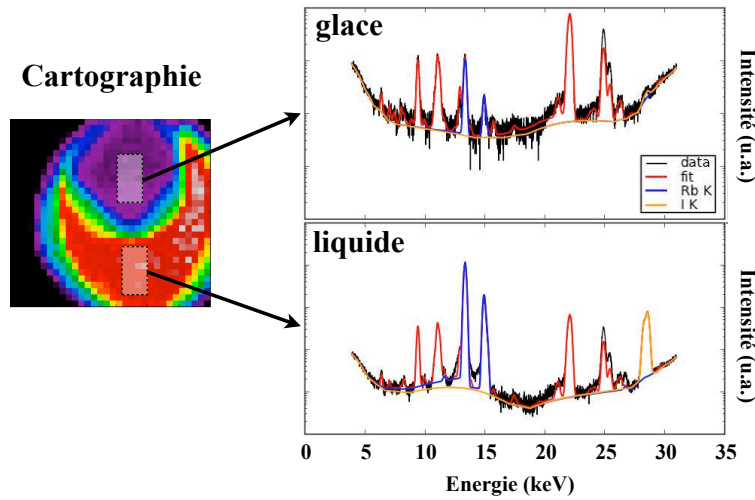 Cartographie
glace
Intensité (u.a.)
data
fit
Rb K
I K
liquide
Intensité (u.a.)
0 5 10 15 20 25 30 35
Energie (keV)